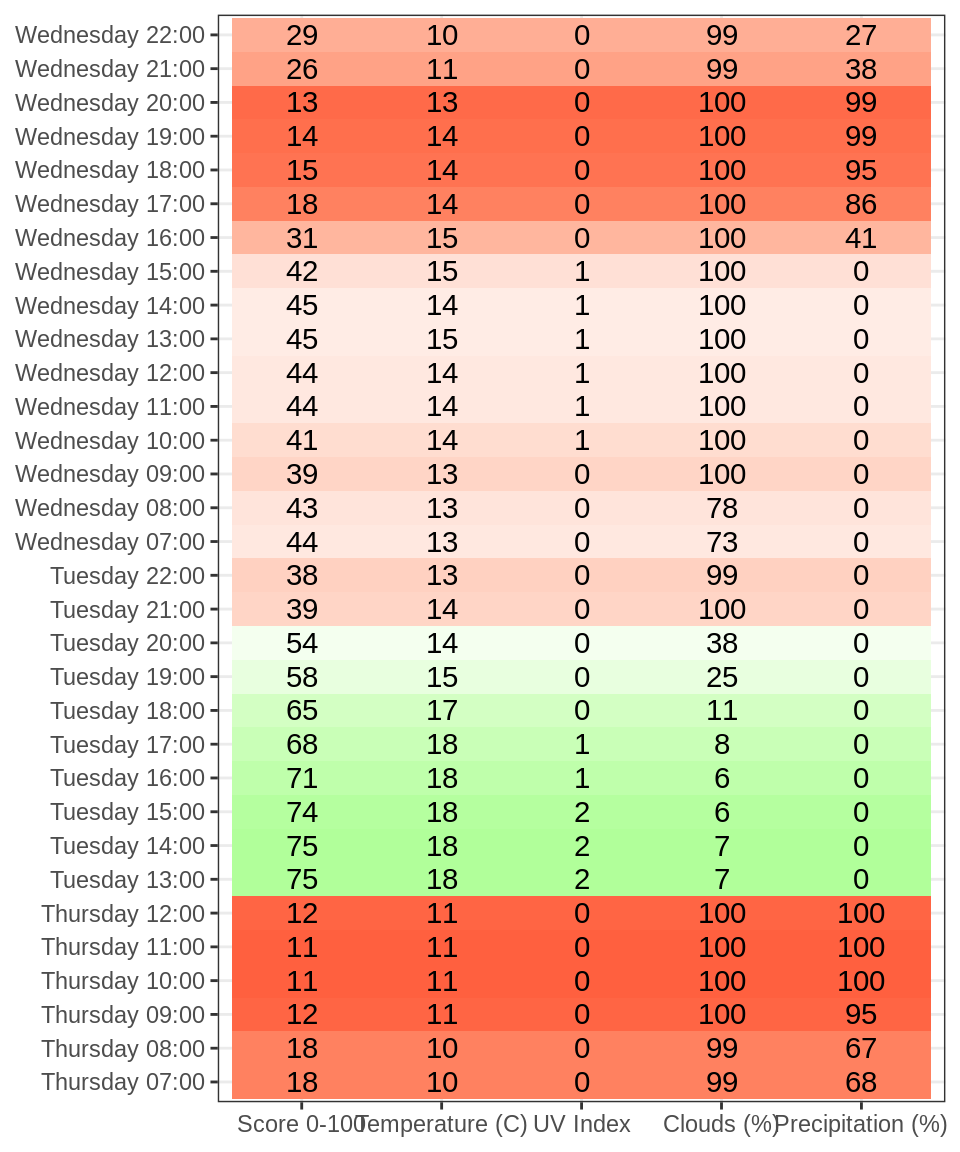 Wednesday 22:00 29 10 0 99 27
Wednesday 21:00 26 11 0 99 38
Wednesday 20:00 13 13 0 100 99
Wednesday 19:00 14 14 0 100 99
Wednesday 18:00 15 14 0 100 95
Wednesday 17:00 18 14 0 100 86
Wednesday 16:00 31 15 0 100 41
Wednesday 15:00 42 15 1 100 0
Wednesday 14:00 45 14 1 100 0
Wednesday 13:00 45 15 1 100 0
Wednesday 12:00 44 14 1 100 0
Wednesday 11:00 44 14 1 100 0
Wednesday 10:00 41 14 1 100 0
Wednesday 09:00 39 13 0 100 0
Wednesday 08:00 43 13 0 78 0
Wednesday 07:00 44 13 0 73 0
Tuesday 22:00 38 13 0 99 0
Tuesday 21:00 39 14 0 100 0
Tuesday 20:00 54 14 0 38 0
Tuesday 19:00 58 15 0 25 0
Tuesday 18:00 65 17 0 11 0
Tuesday 17:00 68 18 1 8 0
Tuesday 16:00 71 18 1 6 0
Tuesday 15:00 74 18 2 6 0
Tuesday 14:00 75 18 2 7 0
Tuesday 13:00 75 18 2 7 0
Thursday 12:00 12 11 0 100 100
Thursday 11:00 11 11 0 100 100
Thursday 10:00 11 11 0 100 100
Thursday 09:00 12 11 0 100 95
Thursday 08:00 18 10 0 99 67
Thursday 07:00 18 10 0 99 68
Score 0-100 Temperature (C) UV Index Clouds (%) Precipitation (%)